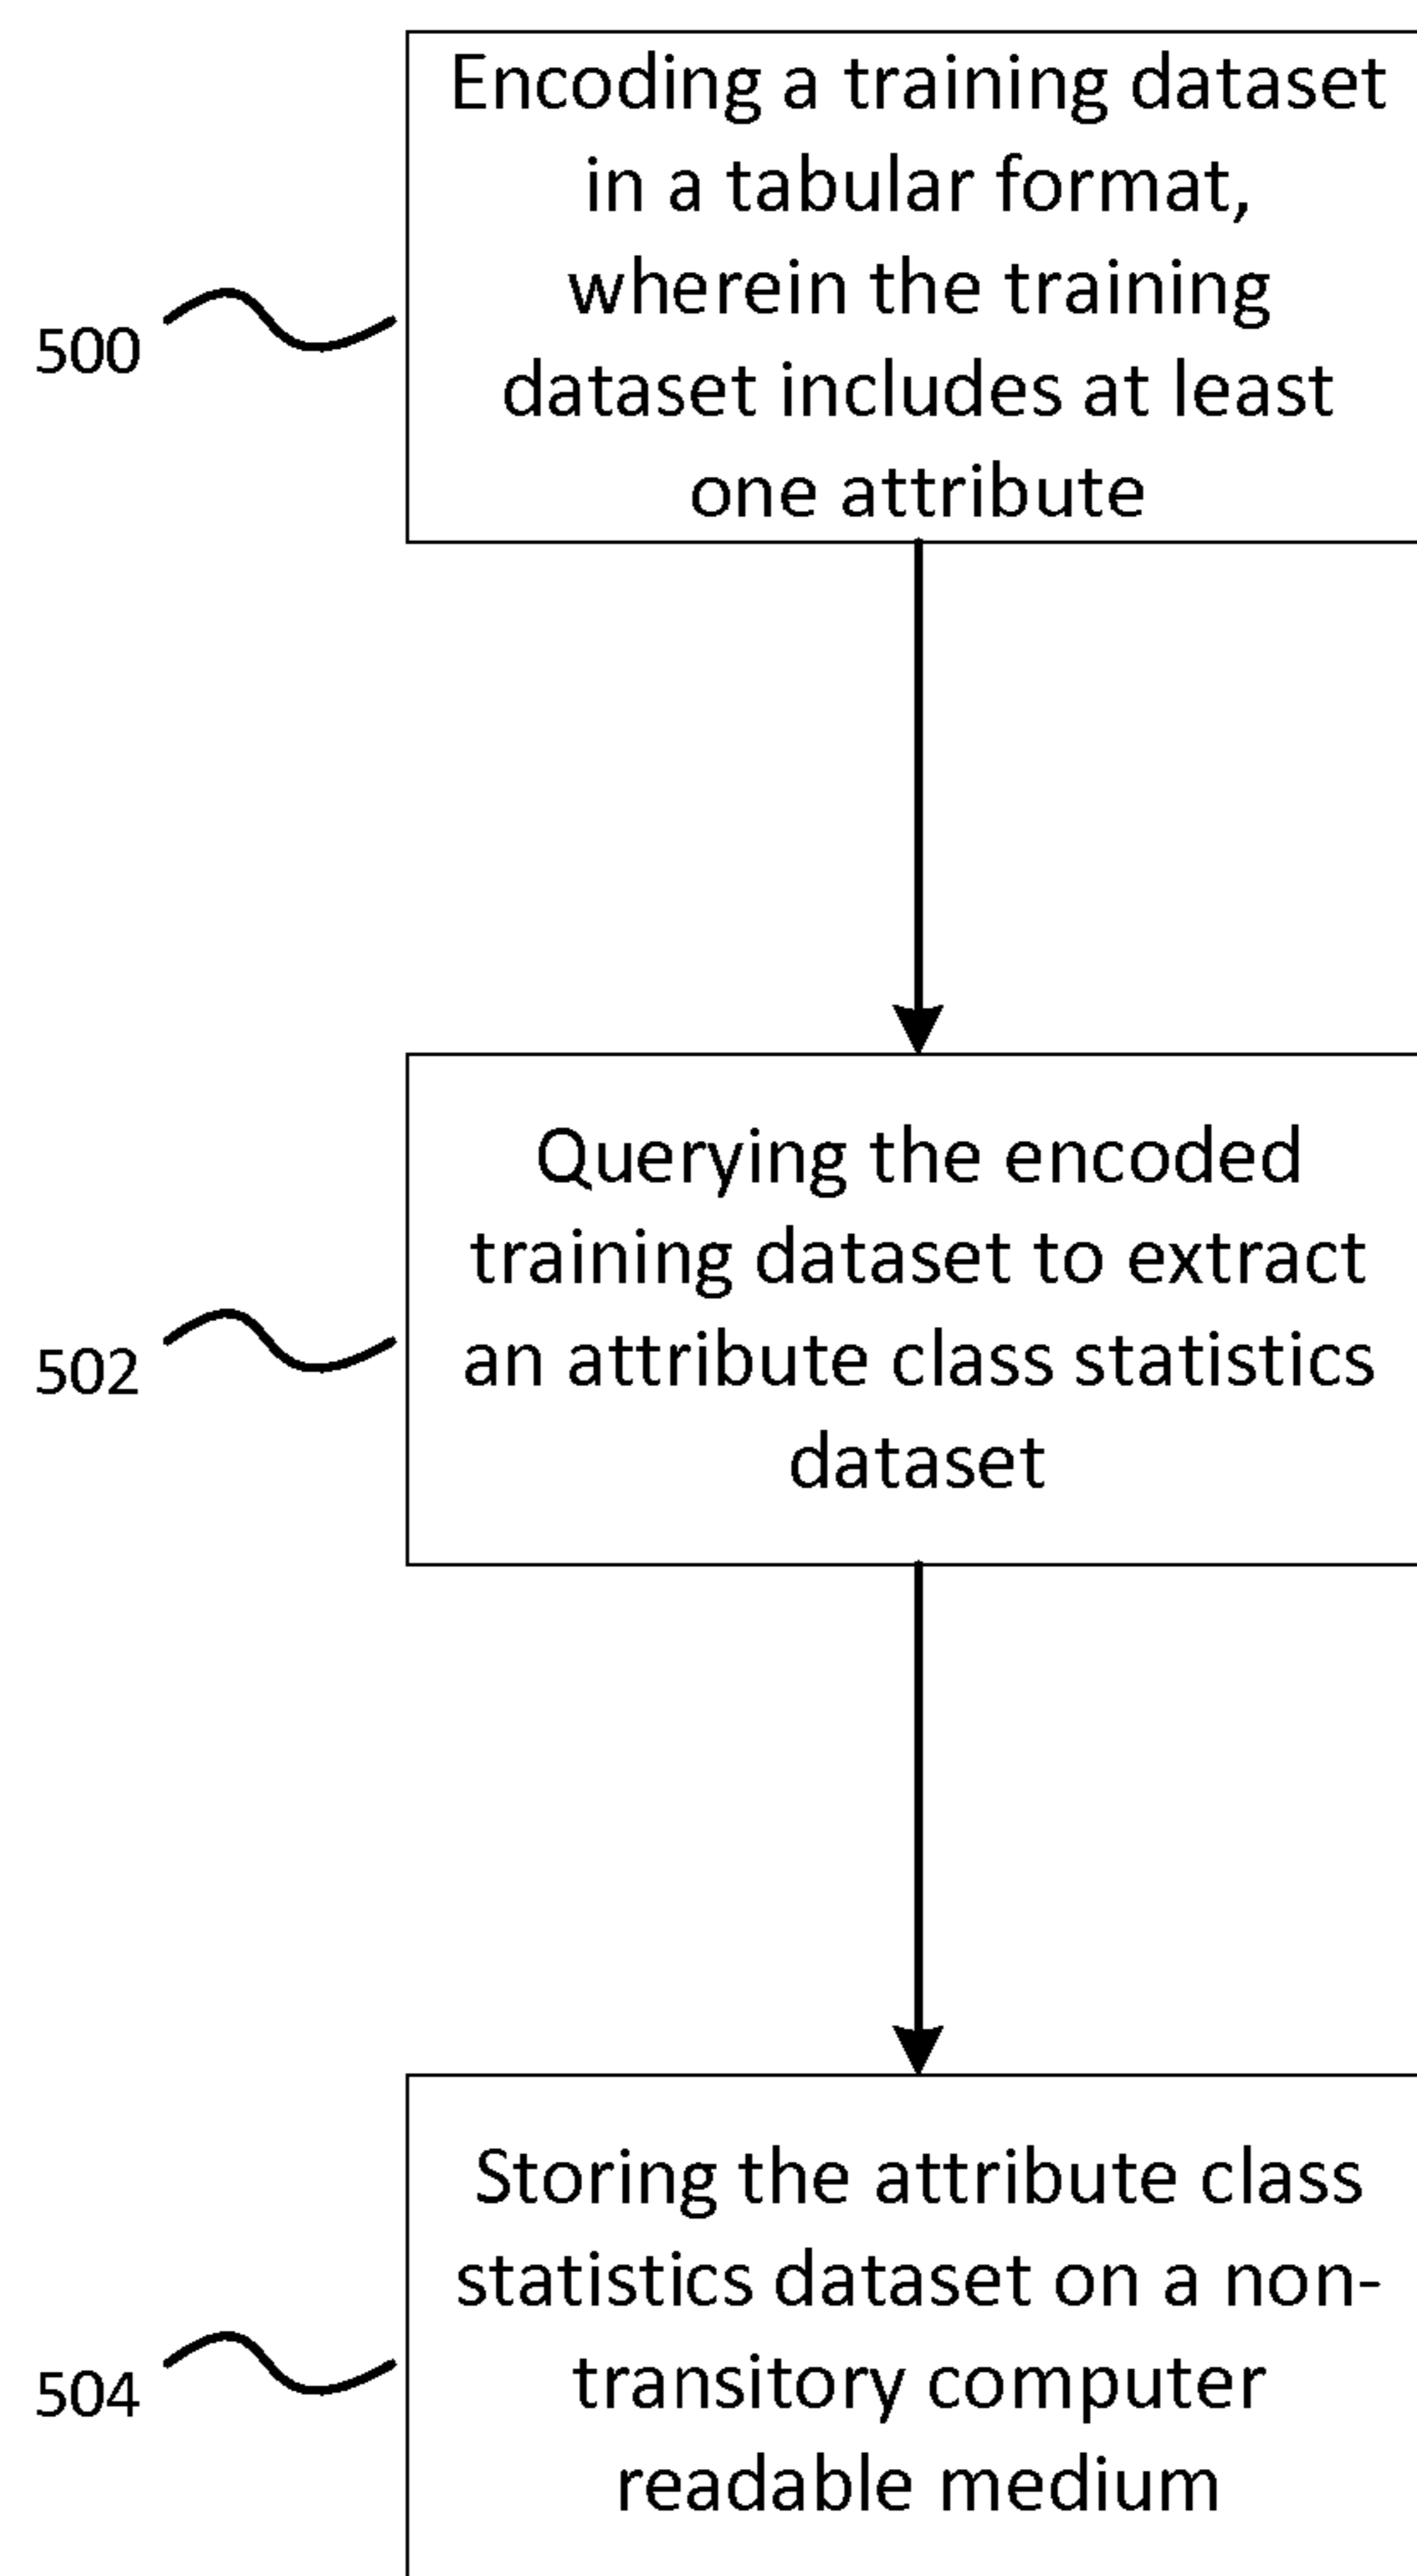 Encoding a training dataset
in a tabular format,
wherein the training
dataset includes at least
one attribute
500
Querying the encoded
training dataset to extract
an attribute class statistics
dataset
502
Storing the attribute class
statistics dataset on a non-
transitory computer
readable medium
504